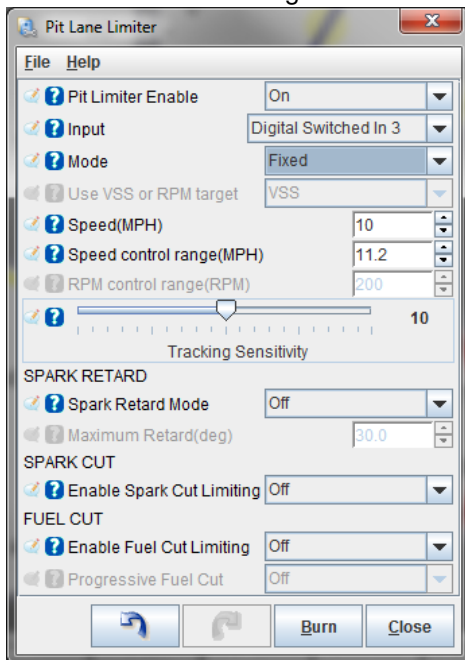 Pit Lane Limiter
File Help
Pit Limiter Enable On
Input Digital Switched In 3
Mode Fixed
Use VSS or RPM target VSS
Speed(MPH) 10
Speed control range(MPH) 11.2
RPM control range(RPM) 200
10
Tracking Sensitivity
SPARK RETARD
Spark Retard Mode Off
Maximum Retard(deg) 30.0
SPARK CUT
Enable Spark Cut Limiting Off
FUEL CUT
Enable Fuel Cut Limiting Off
Progressive Fuel Cut Off
Burn Close